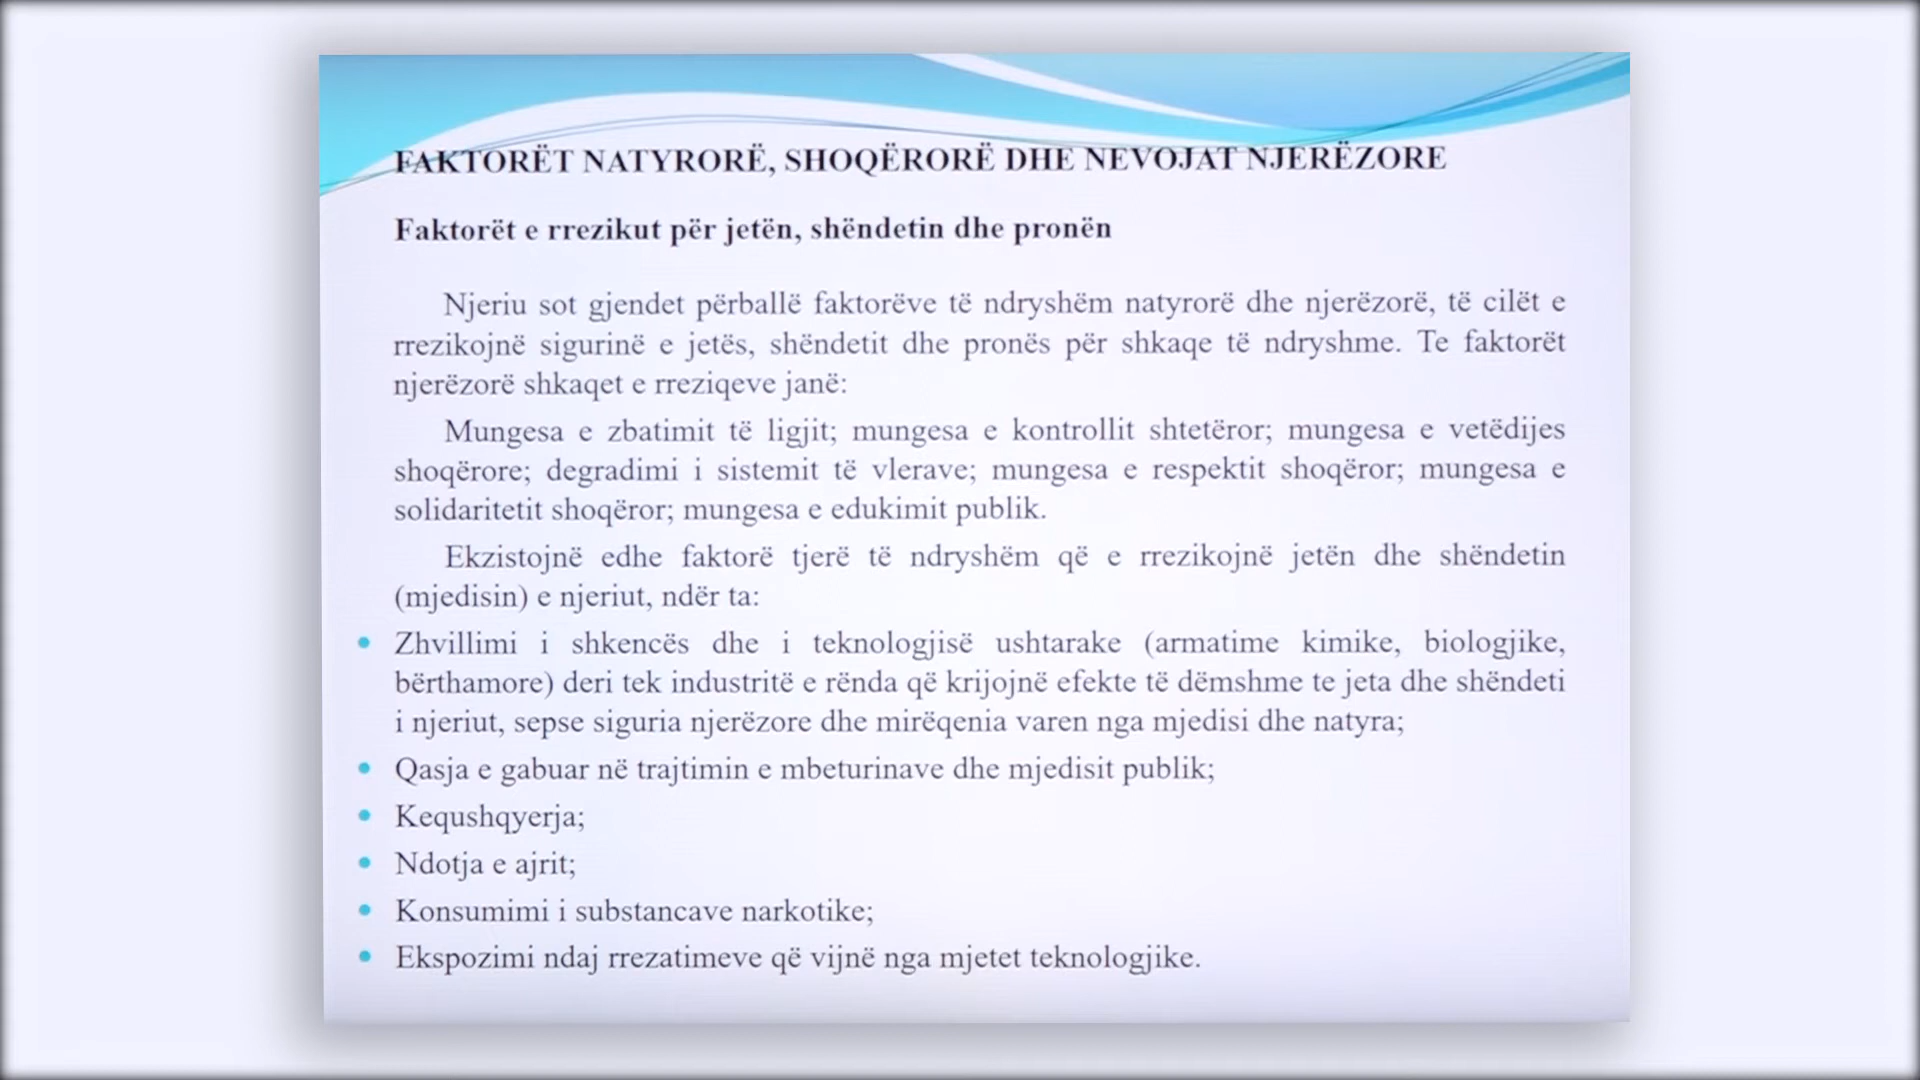 FAKTORËT NATYRORË, SHOQËRORË DHE NEVOJAT NJERËZORE
Faktorët e rrezikut për jetën, shëndetin dhe pronën
Njeriu sot gjendet përballë faktorëve të ndryshëm natyrorë dhe njerëzorë, të cilët e
rrezikojnë sigurinë e jetës, shëndetit dhe pronës për shkaqe të ndryshme. Te faktorët
njerëzorë shkaqet e rreziqeve janë:
Mungesa e zbatimit të ligjit; mungesa e kontrollit shtetëror; mungesa e vetëdijes
shoqërore; degradimi i sistemit të vlerave; mungesa e respektit shoqëror; mungesa e
solidaritetit shoqëror; mungesa e edukimit publik.
Ekzistojnë edhe faktorë tjerë të ndryshëm që e rrezikojnë jetën dhe shëndetin
(mjedisin) e njeriut, ndër ta:
• Zhvillimi i shkencës dhe i teknologjisë ushtarake (armatime kimike, biologjike,
bërthamore) deri tek industritë e rënda që krijojnë efekte të dëmshme te jeta dhe shëndeti
i njeriut, sepse siguria njerëzore dhe mirëqenia varen nga mjedisi dhe natyra;
• Qasja e gabuar në trajtimin e mbeturinave dhe mjedisit publik;
• Kequshqyerja;
• Ndotja e ajrit;
• Konsumimi i substancave narkotike;
• Ekspozimi ndaj rrezatimeve që vijnë nga mjetet teknologjike.